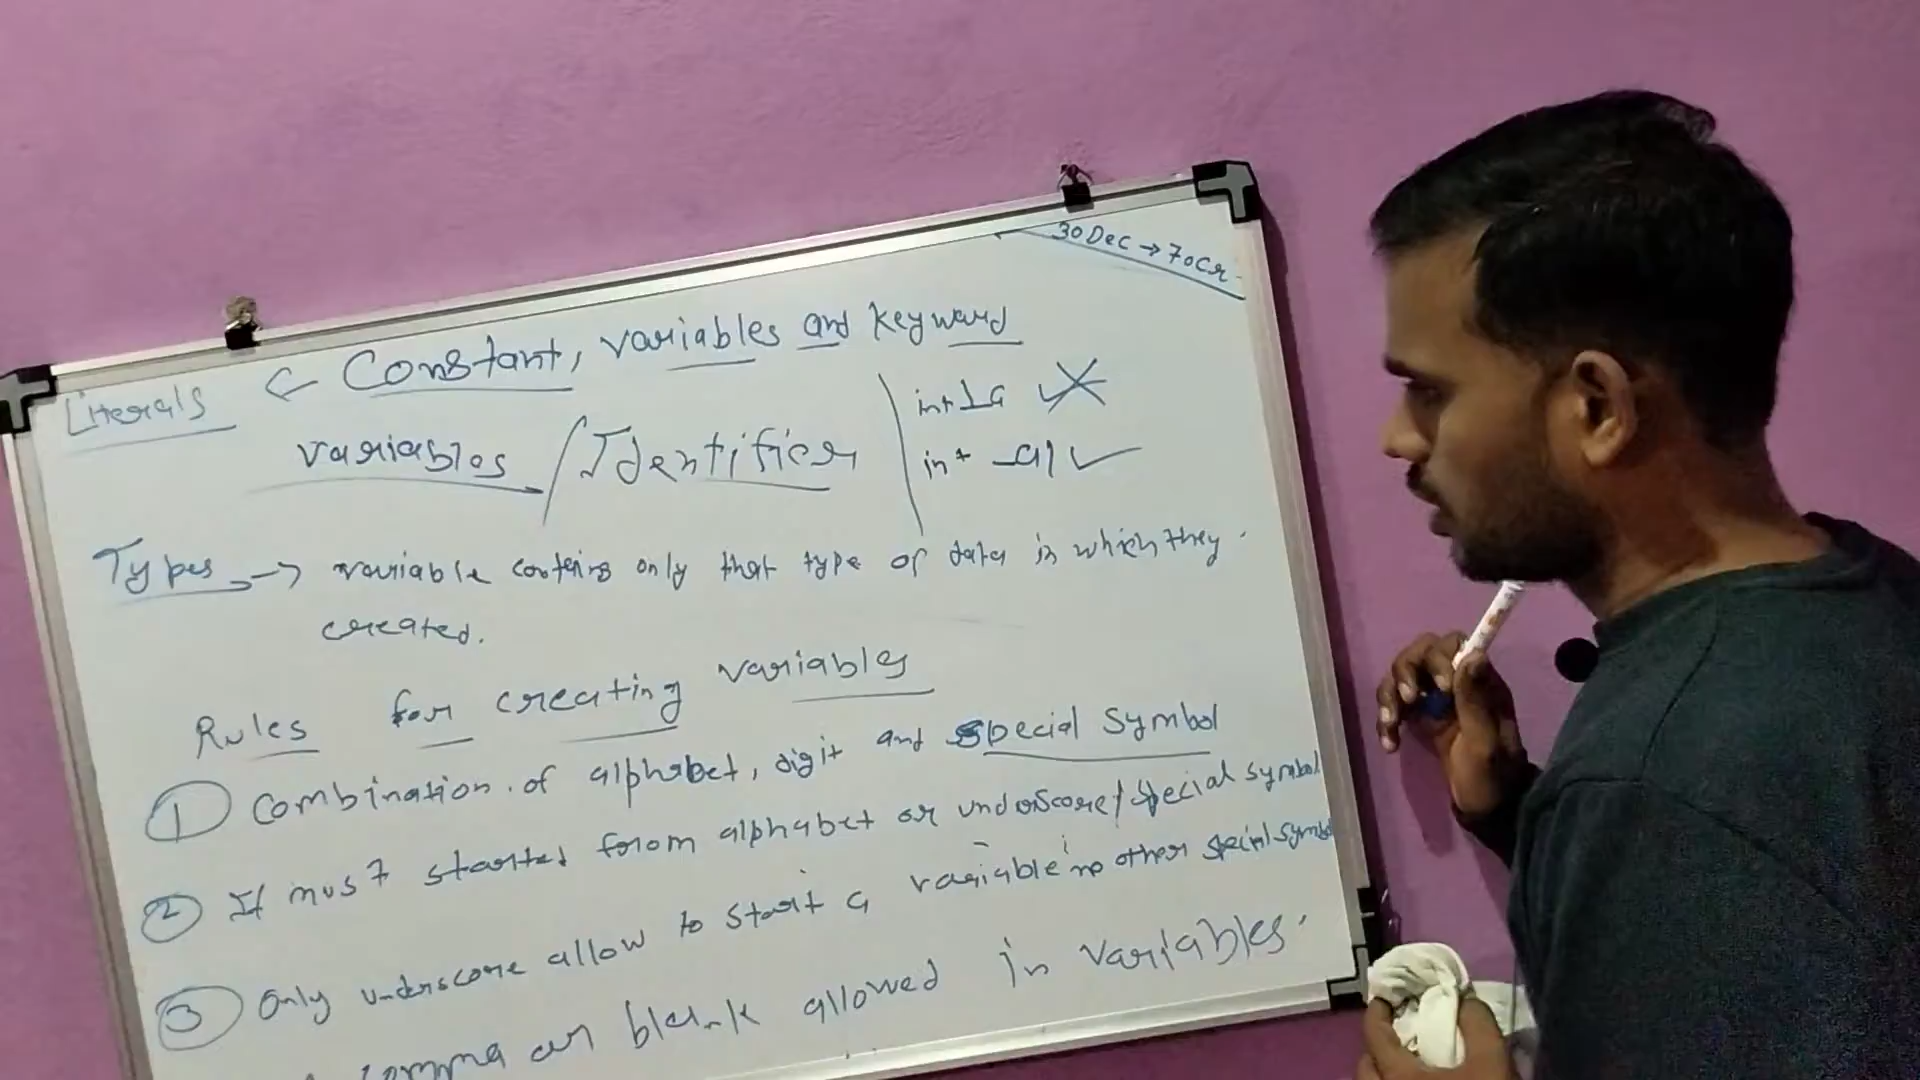 30 Dec → 70Cr
Literals ← Constant, variables and keyward
variables / Identifier
int 1a
int _a1 ✓
Types → variable contains only that type of data in which they
created.
Rules for creating variables
① Combination of alphabet, digit and special symbol
② It must started from alphabet or underscore/special symbol
③ Only underscore allow to start a variable no other special symbol
comma or blank allowed in variables.